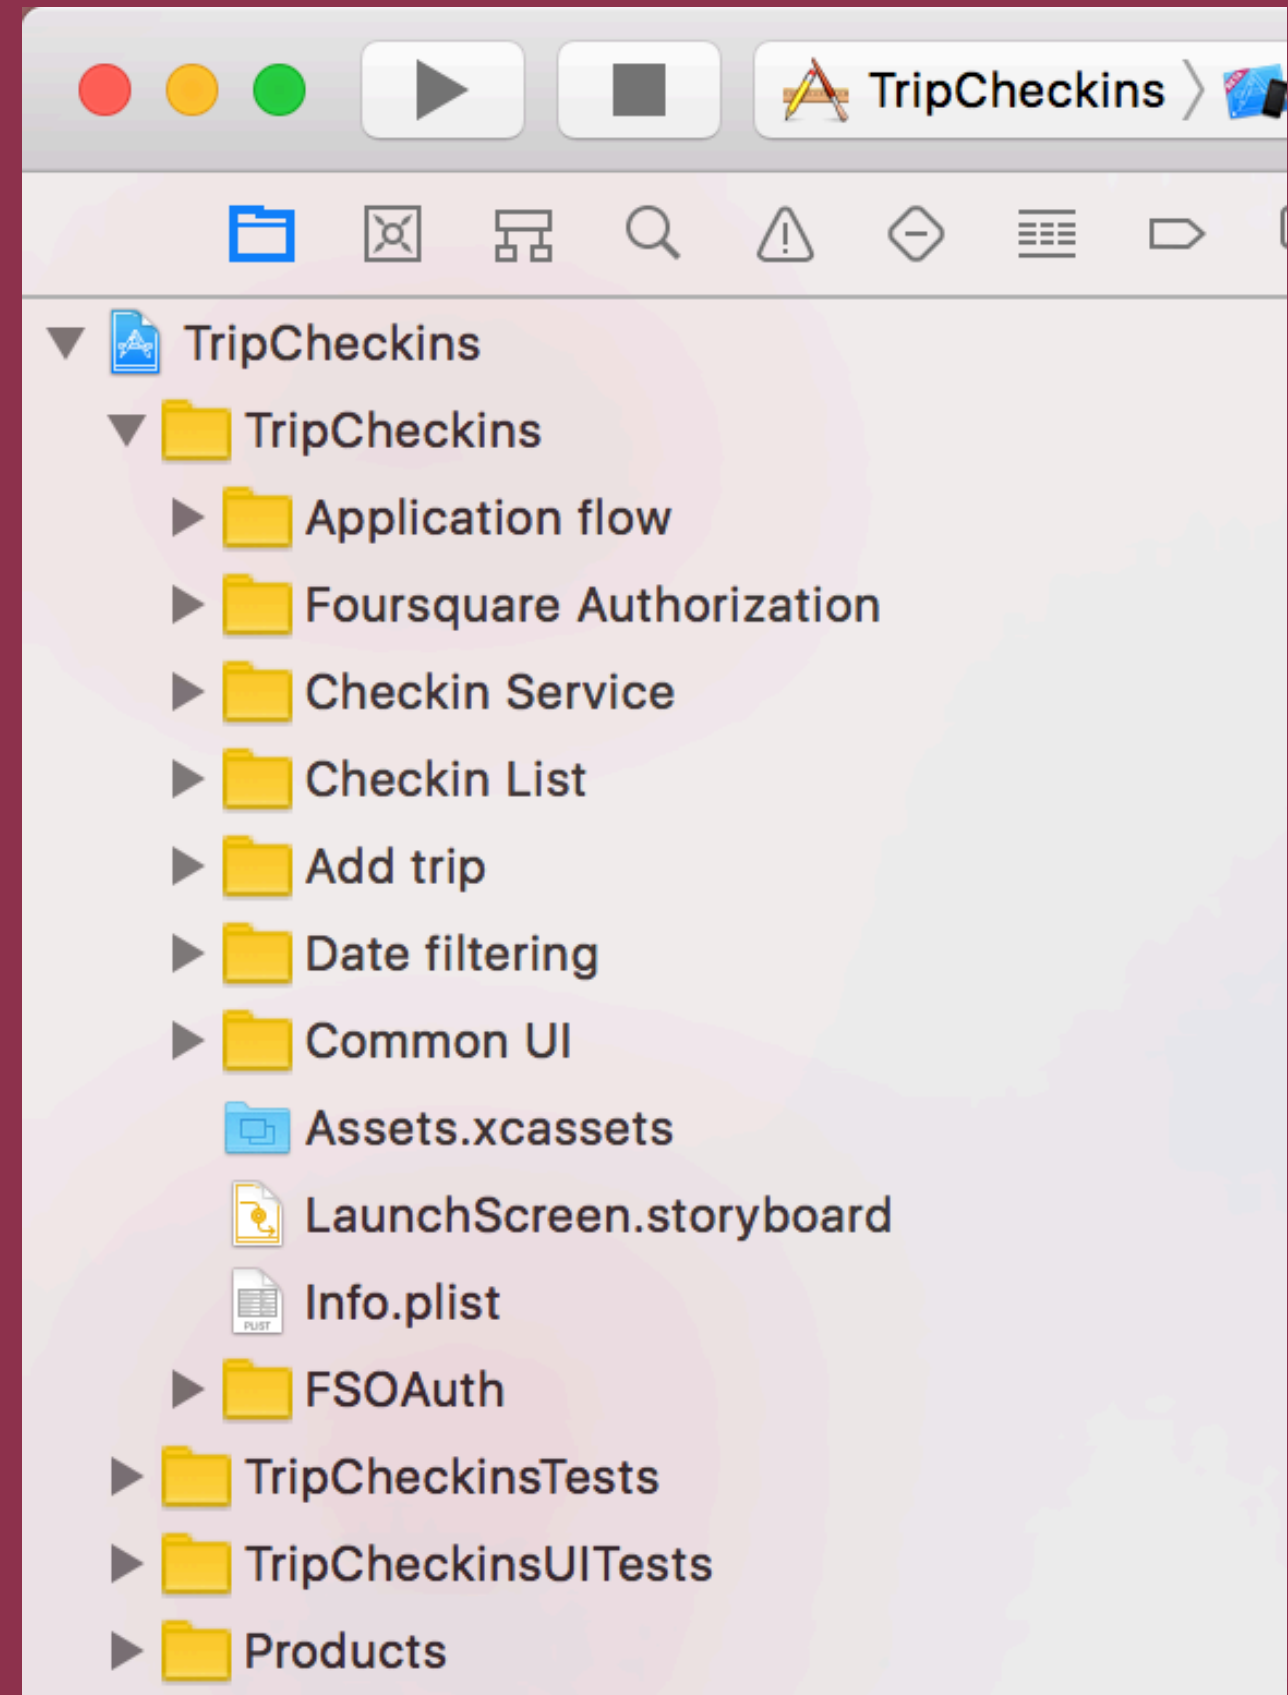 TripCheckins
TripCheckins
TripCheckins
Application flow
Foursquare Authorization
Checkin Service
Checkin List
Add trip
Date filtering
Common UI
Assets.xcassets
LaunchScreen.storyboard
PLIST Info.plist
FSOAuth
TripCheckinsTests
TripCheckinsUITests
Products